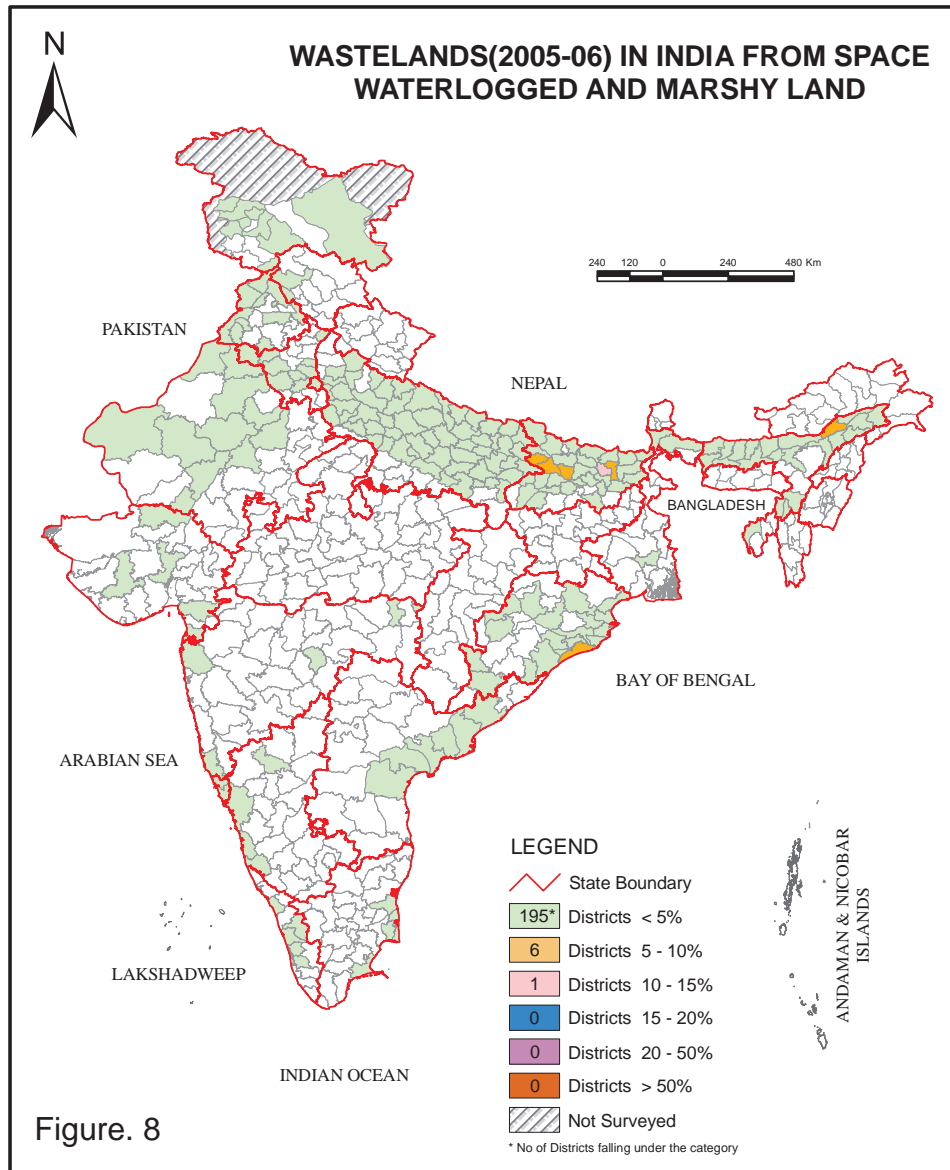 N
WASTELANDS(2005-06) IN INDIA FROM SPACE
WATERLOGGED AND MARSHY LAND
240 120 0 240 480 Km
PAKISTAN
NEPAL
BANGLADESH
BAY OF BENGAL
ARABIAN SEA
LAKSHADWEEP
INDIAN OCEAN
ANDAMAN & NICOBAR
ISLANDS
LEGEND
State Boundary
195* Districts < 5%
6 Districts 5 - 10%
1 Districts 10 - 15%
0 Districts 15 - 20%
0 Districts 20 - 50%
0 Districts > 50%
Not Surveyed
* No of Districts falling under the category
Figure. 8